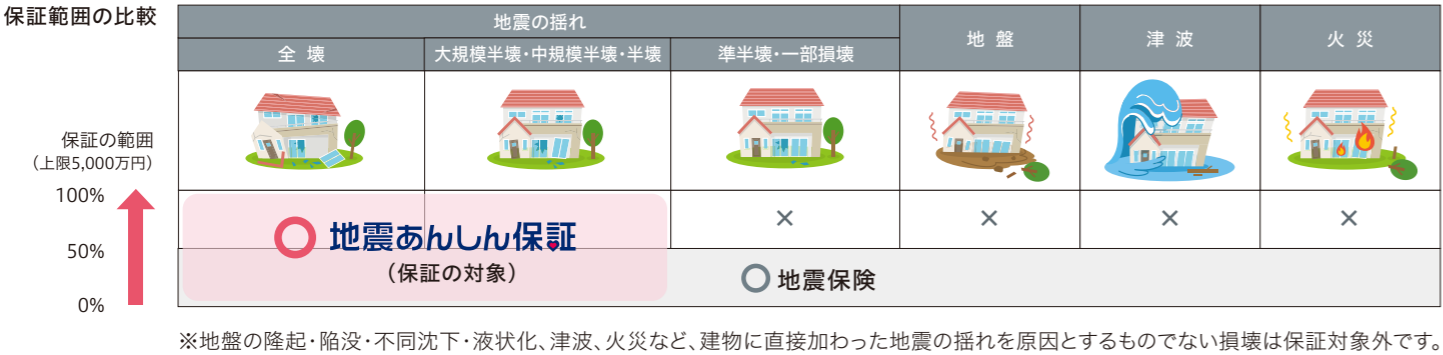 保証範囲の比較
地震の揺れ
地 盤
津 波
火 災
全 壊
大規模半壊・中規模半壊・半壊
準半壊・一部損壊
保証の範囲
（上限5,000万円）
100%
50%
0%
× × × ×
○ 地震あんしん保証
（保証の対象）
○ 地震保険
※地盤の隆起・陥没・不同沈下・液状化、津波、火災など、建物に直接加わった地震の揺れを原因とするものでない損壊は保証対象外です。